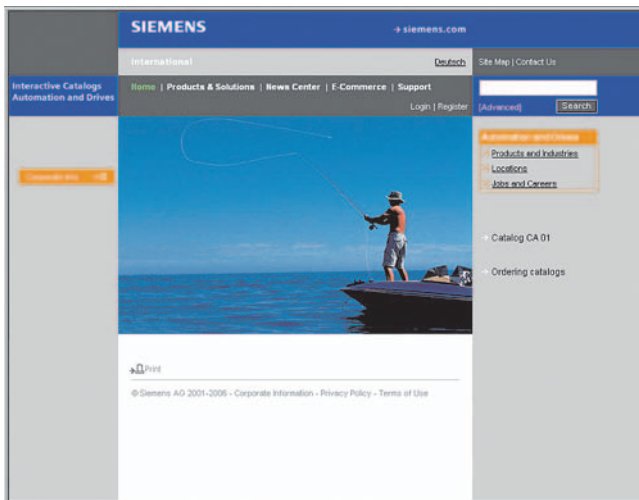 SIEMENS
→ siemens.com
International
Deutsch
Site Map | Contact Us
Interactive Catalogs
Automation and Drives
Home | Products & Solutions | News Center | E-Commerce | Support
Login | Register
[Advanced]
Search
Automation and Drives
Products and Industries
Locations
Jobs and Careers
→ Catalog CA 01
→ Ordering catalogs
Print
© Siemens AG 2001-2006 - Corporate Information - Privacy Policy - Terms of Use